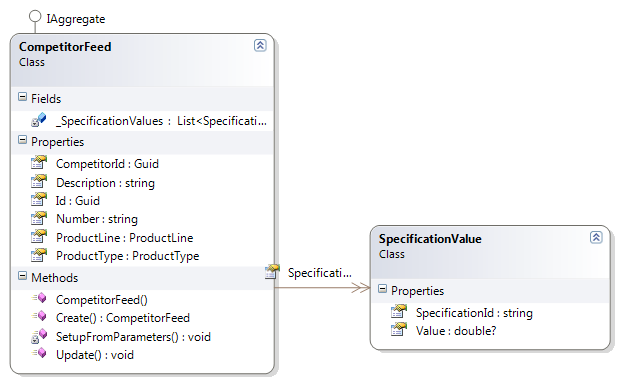 IAggregate
CompetitorFeed
Class
Fields
_SpecificationValues : List<Specificati...
Properties
CompetitorId : Guid
Description : string
Id : Guid
Number : string
ProductLine : ProductLine
ProductType : ProductType
Methods
CompetitorFeed()
Create() : CompetitorFeed
SetupFromParameters() : void
Update() : void
Specificati...
SpecificationValue
Class
Properties
SpecificationId : string
Value : double?